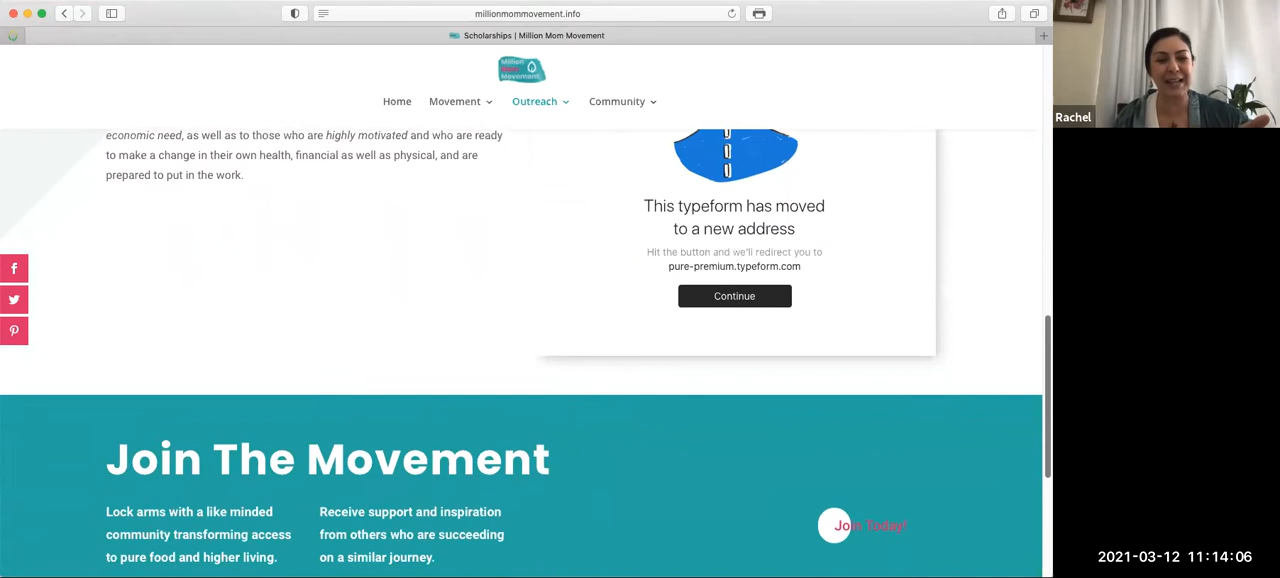 millionmommovement.info
Scholarships | Million Mom Movement
Million
Mom
Movement
Home Movement Outreach Community
economic need, as well as to those who are highly motivated and who are ready
to make a change in their own health, financial as well as physical, and are
prepared to put in the work.
This typeform has moved
to a new address
Hit the button and we'll redirect you to
pure-premium.typeform.com
Continue
Join The Movement
Lock arms with a like minded
community transforming access
to pure food and higher living.
Receive support and inspiration
from others who are succeeding
on a similar journey.
Join Today!
Rachel
2021-03-12 11:14:06